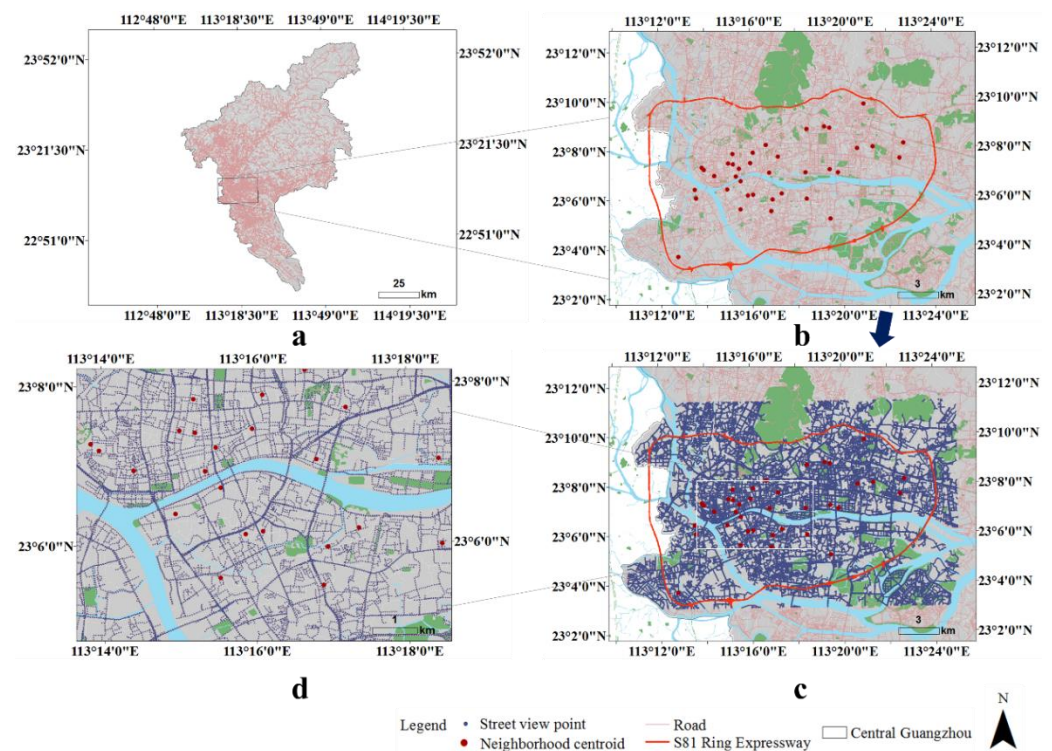 112°48'0"E 113°18'30"E 113°49'0"E 114°19'30"E
23°52'0"N 23°52'0"N
23°21'30"N 23°21'30"N
22°51'0"N 22°51'0"N
25
km
112°48'0"E 113°18'30"E 113°49'0"E 114°19'30"E
a
113°12'0"E 113°16'0"E 113°20'0"E 113°24'0"E
23°12'0"N 23°12'0"N
23°10'0"N 23°10'0"N
23°8'0"N 23°8'0"N
23°6'0"N 23°6'0"N
23°4'0"N 23°4'0"N
23°2'0"N 23°2'0"N
3
km
113°12'0"E 113°16'0"E 113°20'0"E 113°24'0"E
b
113°14'0"E 113°16'0"E 113°18'0"E
23°8'0"N 23°8'0"N
23°6'0"N 23°6'0"N
1
km
113°14'0"E 113°16'0"E 113°18'0"E
d
113°12'0"E 113°16'0"E 113°20'0"E 113°24'0"E
23°12'0"N 23°12'0"N
23°10'0"N 23°10'0"N
23°8'0"N 23°8'0"N
23°6'0"N 23°6'0"N
23°4'0"N 23°4'0"N
23°2'0"N 23°2'0"N
3
km
113°12'0"E 113°16'0"E 113°20'0"E 113°24'0"E
c
N
Legend Street view point Road Central Guangzhou
Neighborhood centroid S81 Ring Expressway